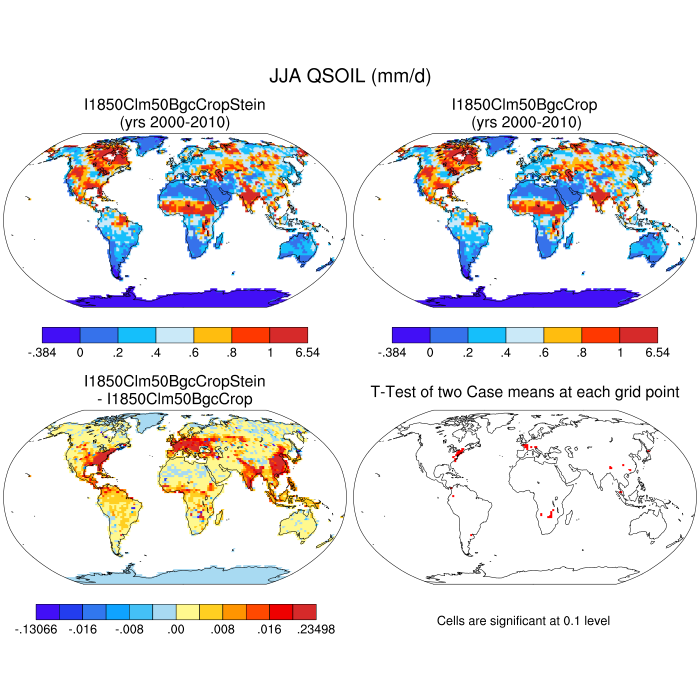 JJA QSOIL (mm/d)
I1850Clm50BgcCropStein
(yrs 2000-2010)
I1850Clm50BgcCrop
(yrs 2000-2010)
-.384 0 .2 .4 .6 .8 1 6.54
-.384 0 .2 .4 .6 .8 1 6.54
I1850Clm50BgcCropStein
- I1850Clm50BgcCrop
T-Test of two Case means at each grid point
-.13066 -.016 -.008 .00 .008 .016 .23498
Cells are significant at 0.1 level